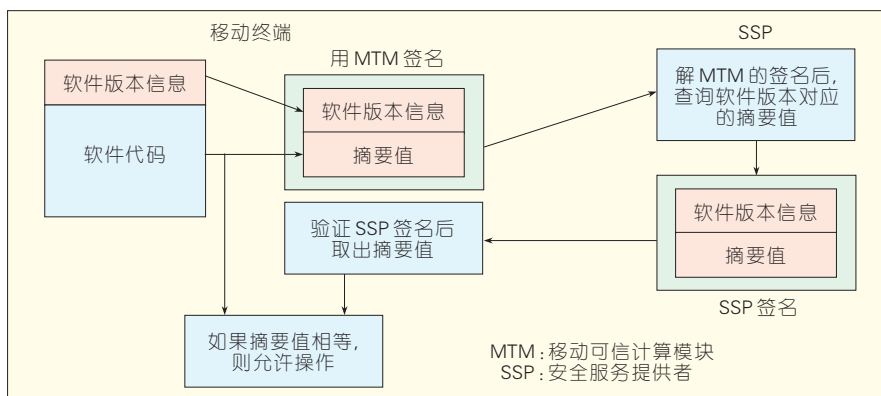 移动终端
SSP
用 MTM 签名
软件版本信息
软件代码
软件版本信息
摘要值
解 MTM 的签名后，
查询软件版本对应
的摘要值
软件版本信息
摘要值
SSP 签名
验证 SSP 签名后
取出摘要值
如果摘要值相等，
则允许操作
MTM：移动可信计算模块
SSP：安全服务提供者